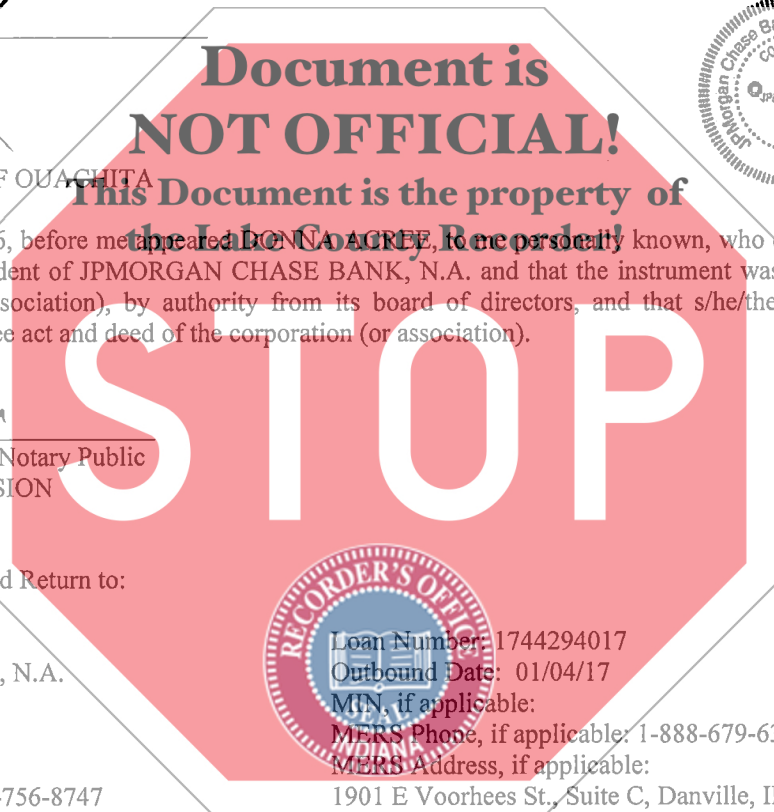 Document is
NOT OFFICIAL!
F OUACHITA
This Document is the property of
the Lake County Recorder!
6, before me appeared DONNA ACREE, to me personally known, who
dent of JPMORGAN CHASE BANK, N.A. and that the instrument was
sociation), by authority from its board of directors, and that s/he/the
ee act and deed of the corporation (or association).
STOP
Notary Public
SION
d Return to:
RECORDER'S OFFICE
SEAL
INDIANA
Loan Number: 1744294017
Outbound Date: 01/04/17
, N.A.
MIN, if applicable:
MERS Phone, if applicable: 1-888-679-63
MERS Address, if applicable:
-756-8747
1901 E Voorhees St., Suite C, Danville, IL
JPMorgan Chase Ba